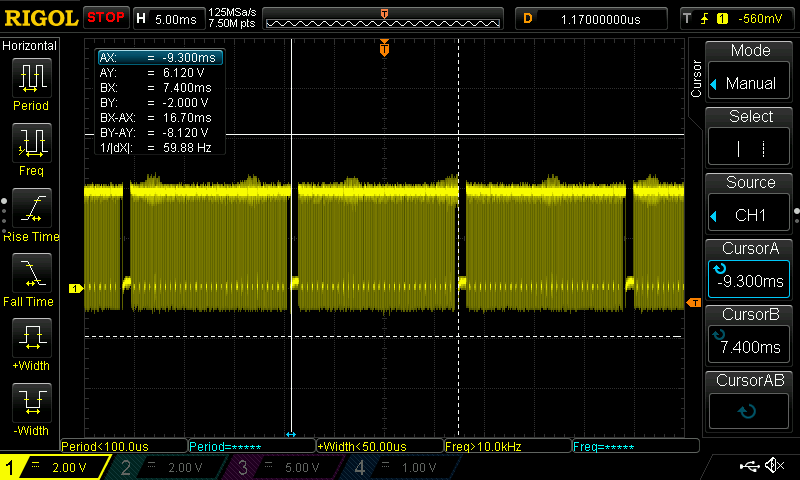 RIGOL STOP H 5.00ms 125MSa/s 7.50M pts T D 1.17000000us T 1 -560mV
Horizontal
Period
Freq
Rise Time
Fall Time
+Width
-Width
T
AX: = -9.300ms
AY: = 6.120 V
BX: = 7.400ms
BY: = -2.000 V
BX-AX: = 16.70ms
BY-AY: = -8.120 V
1/|dX|: = 59.88 Hz
1
T
Cursor
Mode
Manual
Select
Source
CH1
CursorA
-9.300ms
CursorB
7.400ms
CursorAB
Period<100.0us Period=***** +Width<50.00us Freq>10.0kHz Freq=*****
1 = 2.00 V 2 = 2.00 V 3 = 5.00 V 4 = 1.00 V